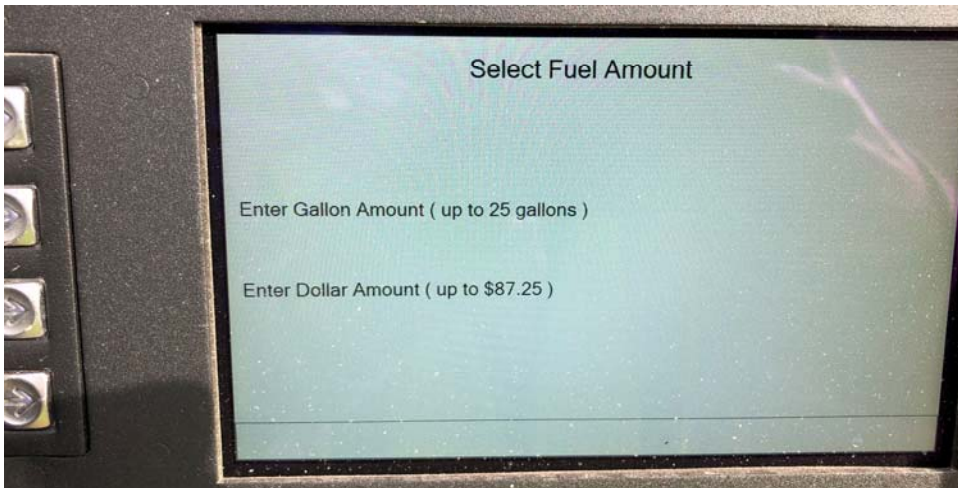 Select Fuel Amount
Enter Gallon Amount ( up to 25 gallons )
Enter Dollar Amount ( up to $87.25 )